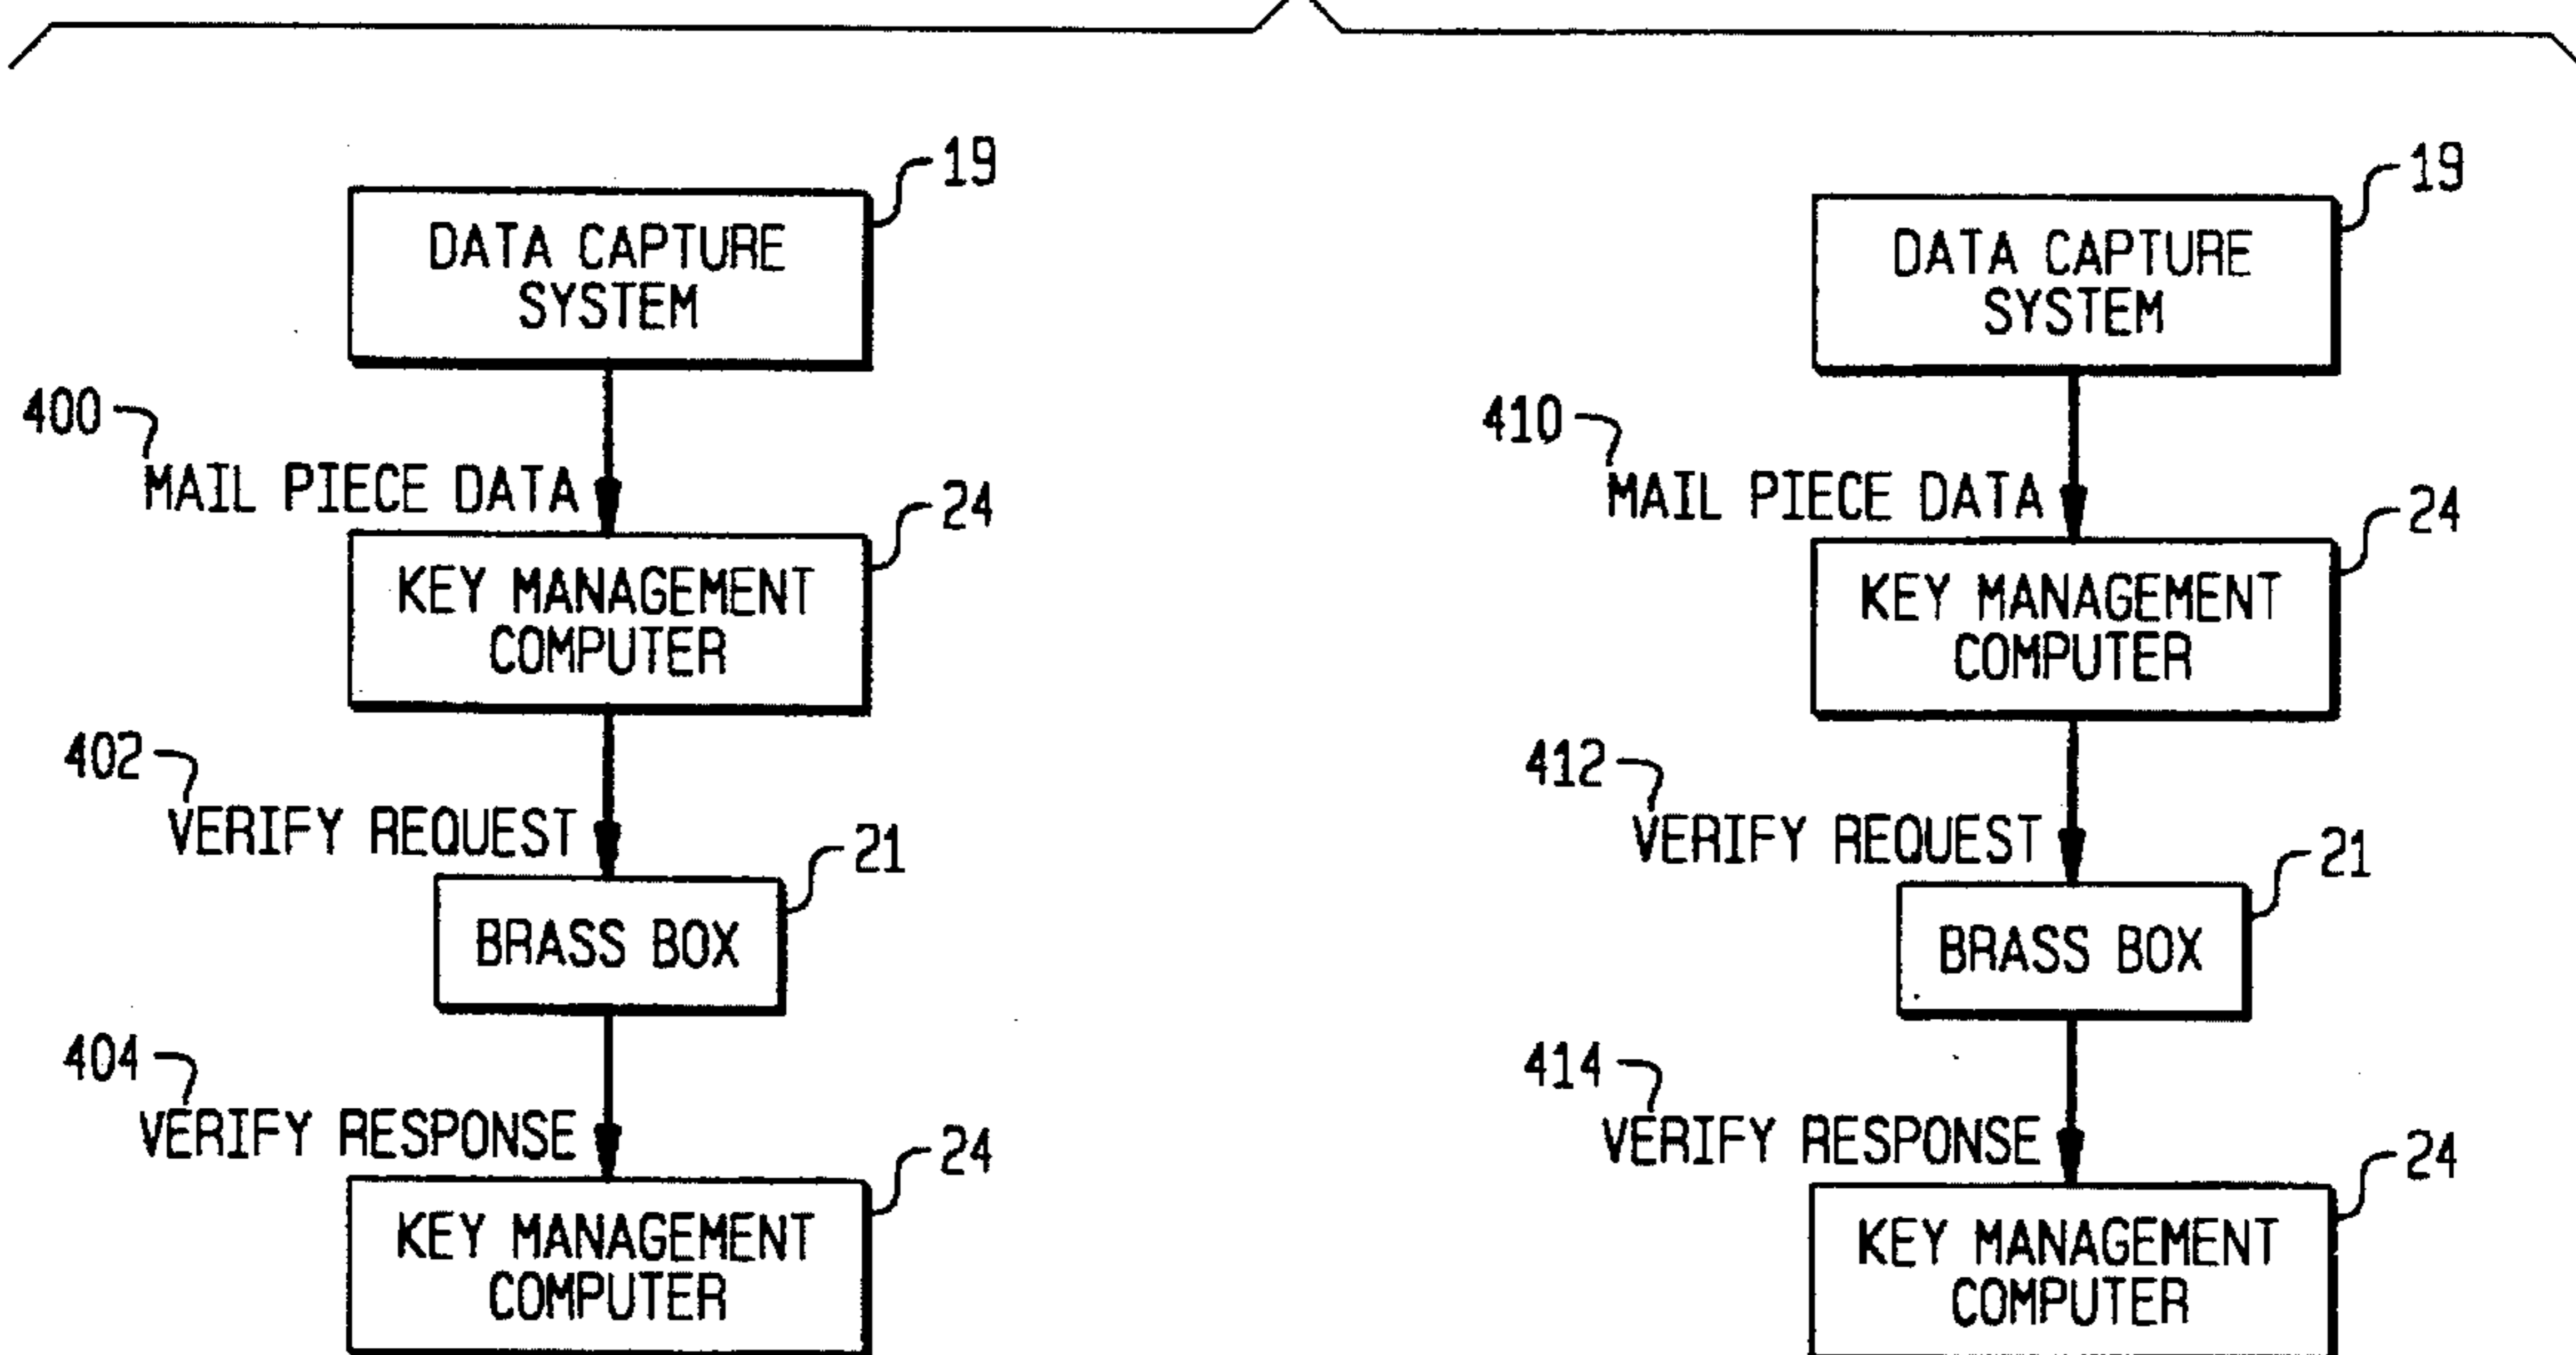 19
DATA CAPTURE
SYSTEM
400
MAIL PIECE DATA
24
KEY MANAGEMENT
COMPUTER
402
VERIFY REQUEST
21
BRASS BOX
404
VERIFY RESPONSE
24
KEY MANAGEMENT
COMPUTER
19
DATA CAPTURE
SYSTEM
410
MAIL PIECE DATA
24
KEY MANAGEMENT
COMPUTER
412
VERIFY REQUEST
21
BRASS BOX
414
VERIFY RESPONSE
24
KEY MANAGEMENT
COMPUTER